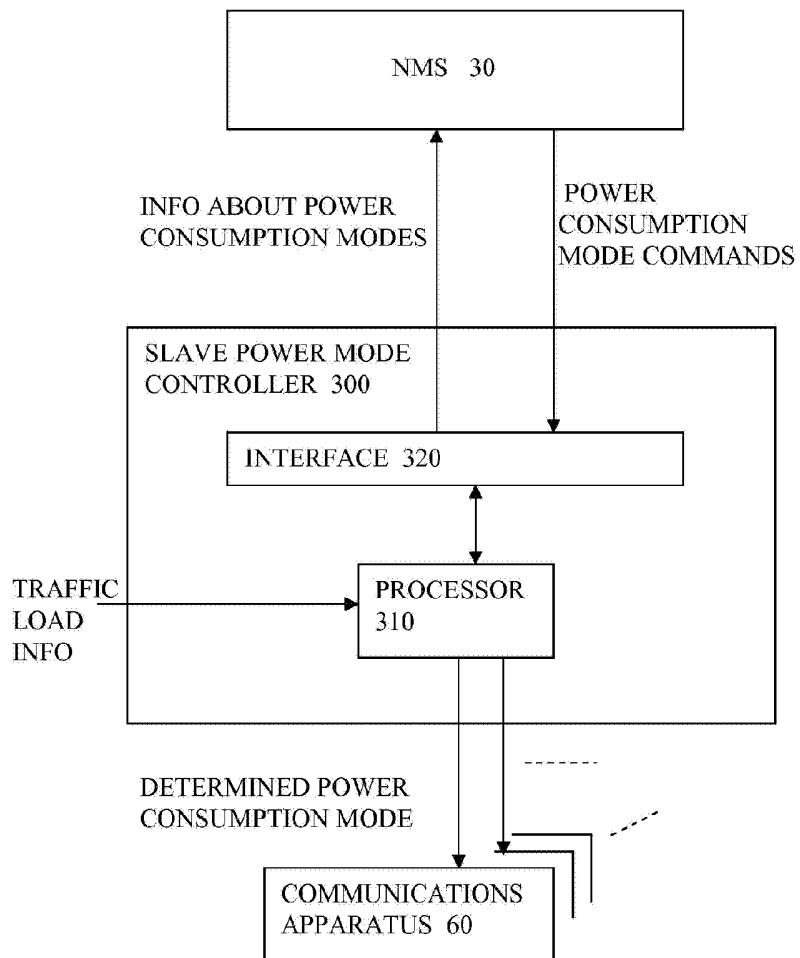 NMS 30
INFO ABOUT POWER
CONSUMPTION MODES
POWER
CONSUMPTION
MODE COMMANDS
SLAVE POWER MODE
CONTROLLER 300
INTERFACE 320
TRAFFIC
LOAD
INFO
PROCESSOR
310
DETERMINED POWER
CONSUMPTION MODE
COMMUNICATIONS
APPARATUS 60